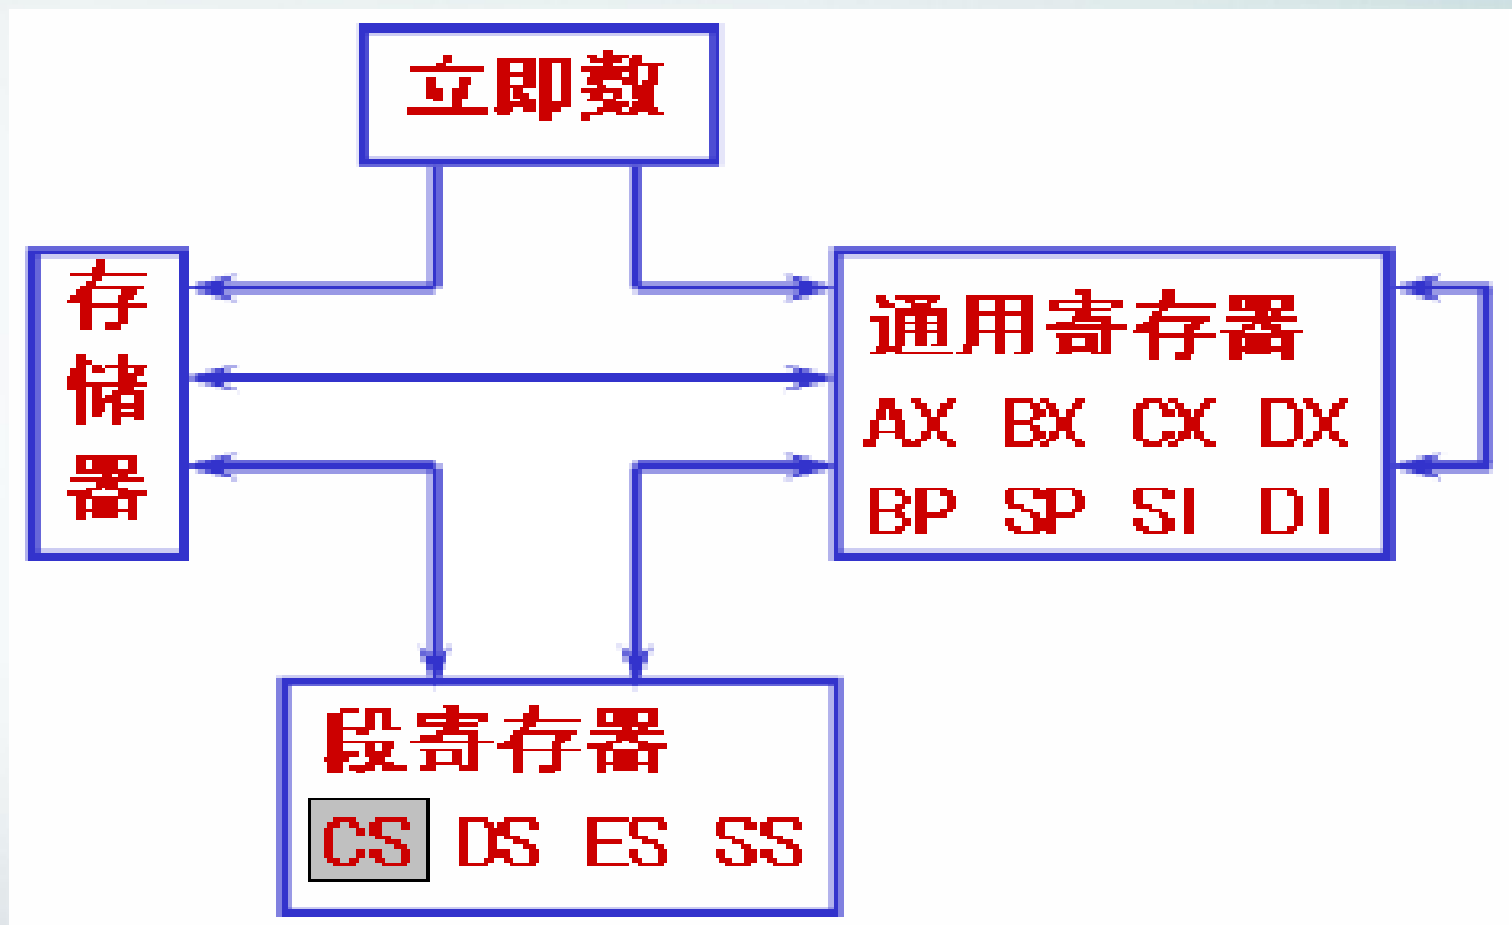 立即数
存储器
通用寄存器
AX BX CX DX
BP SP SI DI
段寄存器
CS DS ES SS